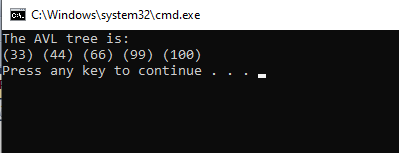 C:\Windows\system32\cmd.exe
The AVL tree is:
(33) (44) (66) (99) (100)
Press any key to continue . . .